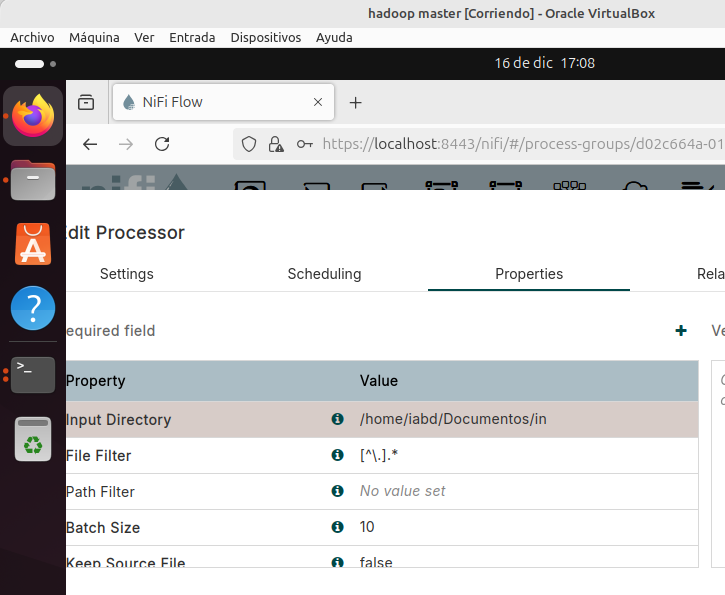 hadoop master [Corriendo] - Oracle VirtualBox
Archivo Máquina Ver Entrada Dispositivos Ayuda
16 de dic 17:08
NiFi Flow
https://localhost:8443/nifi/#/process-groups/d02c664a-01
nifi
dit Processor
Settings Scheduling Properties Rela
equired field
Ve
Property Value
Input Directory /home/iabd/Documentos/in
File Filter [^\.].*
Path Filter No value set
Batch Size 10
Keep Source File false